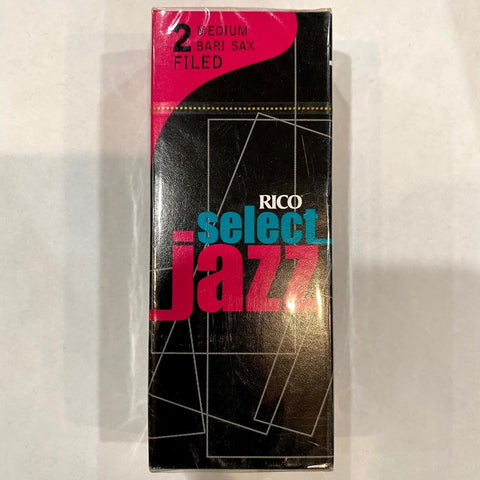 2 MEDIUM
BARI SAX
FILED
RICO
select
jazz